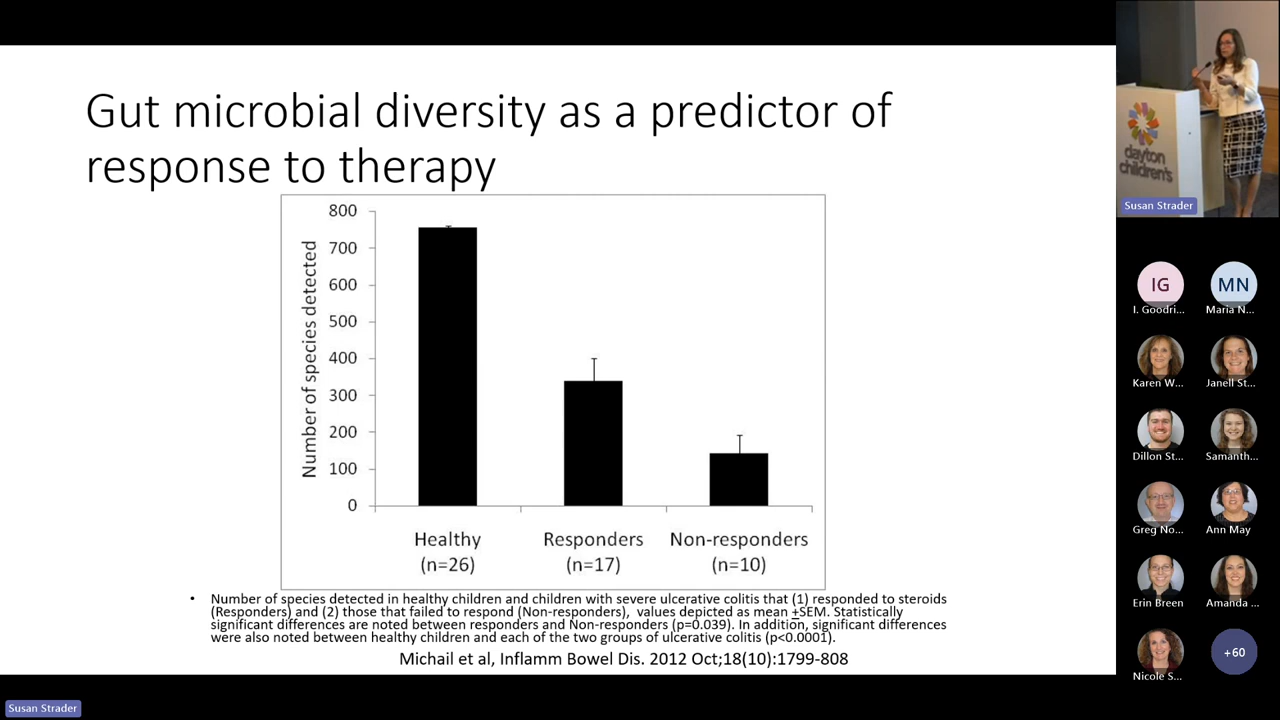 Gut microbial diversity as a predictor of
response to therapy
Number of species detected
800
700
600
500
400
300
200
100
0
Healthy
(n=26)
Responders
(n=17)
Non-responders
(n=10)
• Number of species detected in healthy children and children with severe ulcerative colitis that (1) responded to steroids
(Responders) and (2) those that failed to respond (Non-responders), values depicted as mean +SEM. Statistically
significant differences are noted between responders and Non-responders (p=0.039). In addition, significant differences
were also noted between healthy children and each of the two groups of ulcerative colitis (p<0.0001).
Michail et al, Inflamm Bowel Dis. 2012 Oct;18(10):1799-808
Susan Strader
dayton
children's
Susan Strader
IG
I. Goodri...
MN
Maria N...
Karen W...
Janell St...
Dillon St...
Samanth...
Greg No...
Ann May
Erin Breen
Amanda ...
Nicole S...
+60